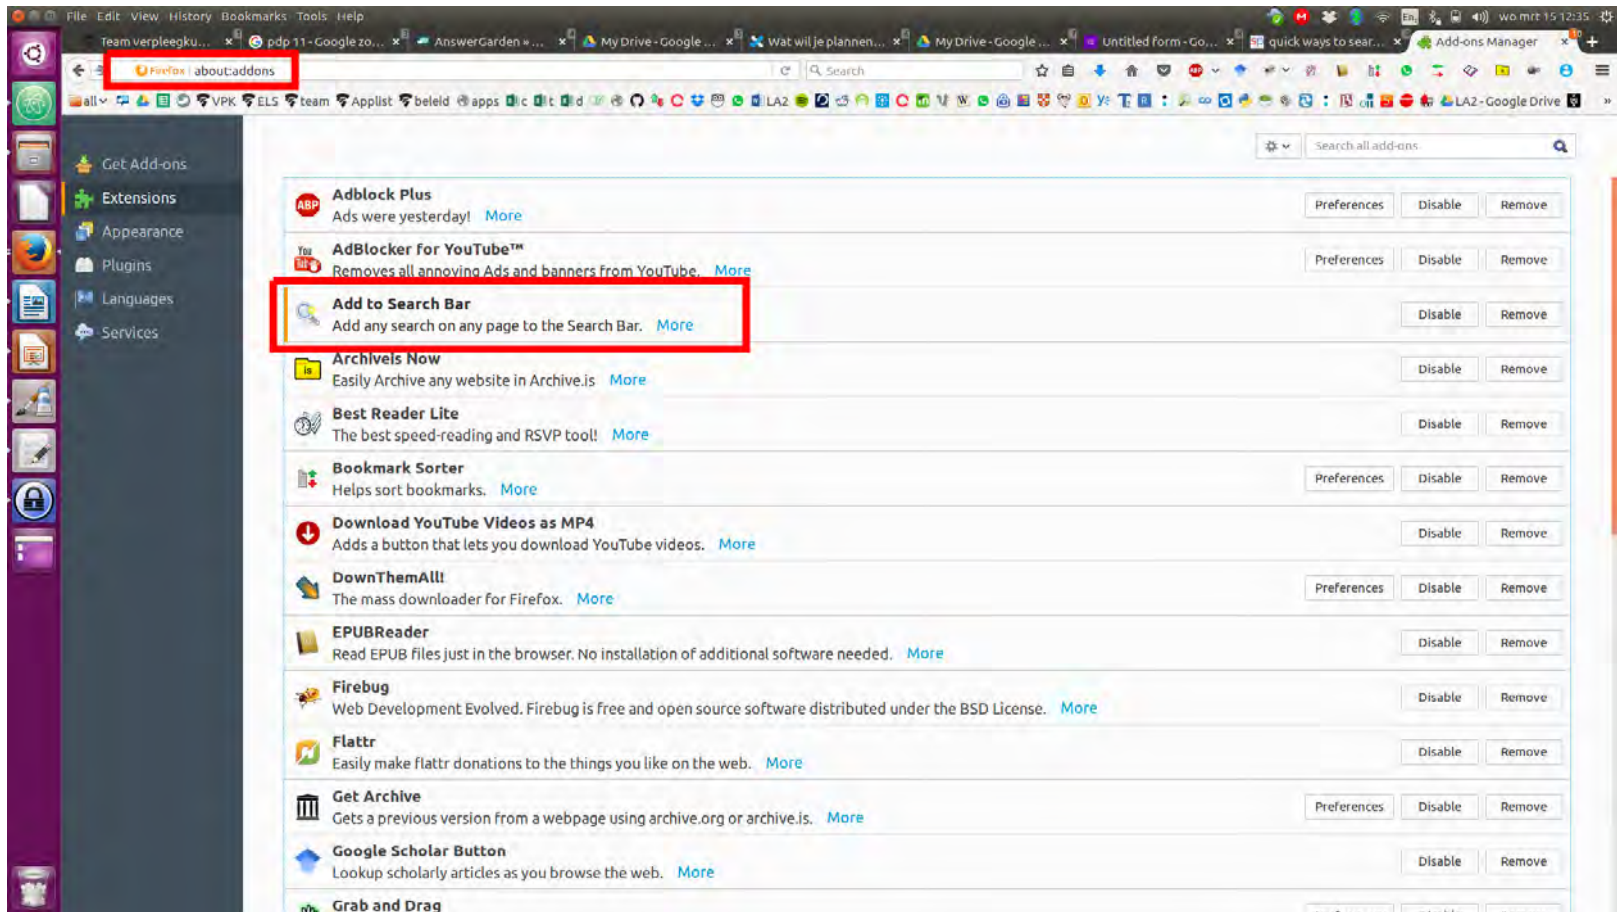 File Edit View History Bookmarks Tools Help
En
wo mrt 15 12:35
Team verpleegku... × pdp 11 - Google zo... × AnswerGarden » ... × My Drive - Google ... × Wat wil je plannen... × My Drive - Google ... × Untitled form - Go... × quick ways to sear... × Add-ons Manager × +
Firefox about:addons
Search
all VPK ELS team Applist beleid apps c t d LA2 LA2 - Google Drive »
Search all add-ons
Get Add-ons
Extensions
Appearance
Plugins
Languages
Services
ABP
Adblock Plus
Ads were yesterday! More
Preferences Disable Remove
You
AdBlocker for YouTube™
Removes all annoying Ads and banners from YouTube. More
Preferences Disable Remove
Add to Search Bar
Add any search on any page to the Search Bar. More
Disable Remove
is
Archiveis Now
Easily Archive any website in Archive.is More
Disable Remove
Best Reader Lite
The best speed-reading and RSVP tool! More
Disable Remove
Bookmark Sorter
Helps sort bookmarks. More
Preferences Disable Remove
Download YouTube Videos as MP4
Adds a button that lets you download YouTube videos. More
Disable Remove
DownThemAll!
The mass downloader for Firefox. More
Preferences Disable Remove
EPUBReader
Read EPUB files just in the browser. No installation of additional software needed. More
Disable Remove
Firebug
Web Development Evolved. Firebug is free and open source software distributed under the BSD License. More
Disable Remove
Flattr
Easily make flattr donations to the things you like on the web. More
Disable Remove
Get Archive
Gets a previous version from a webpage using archive.org or archive.is. More
Preferences Disable Remove
Google Scholar Button
Lookup scholarly articles as you browse the web. More
Disable Remove
Grab and Drag